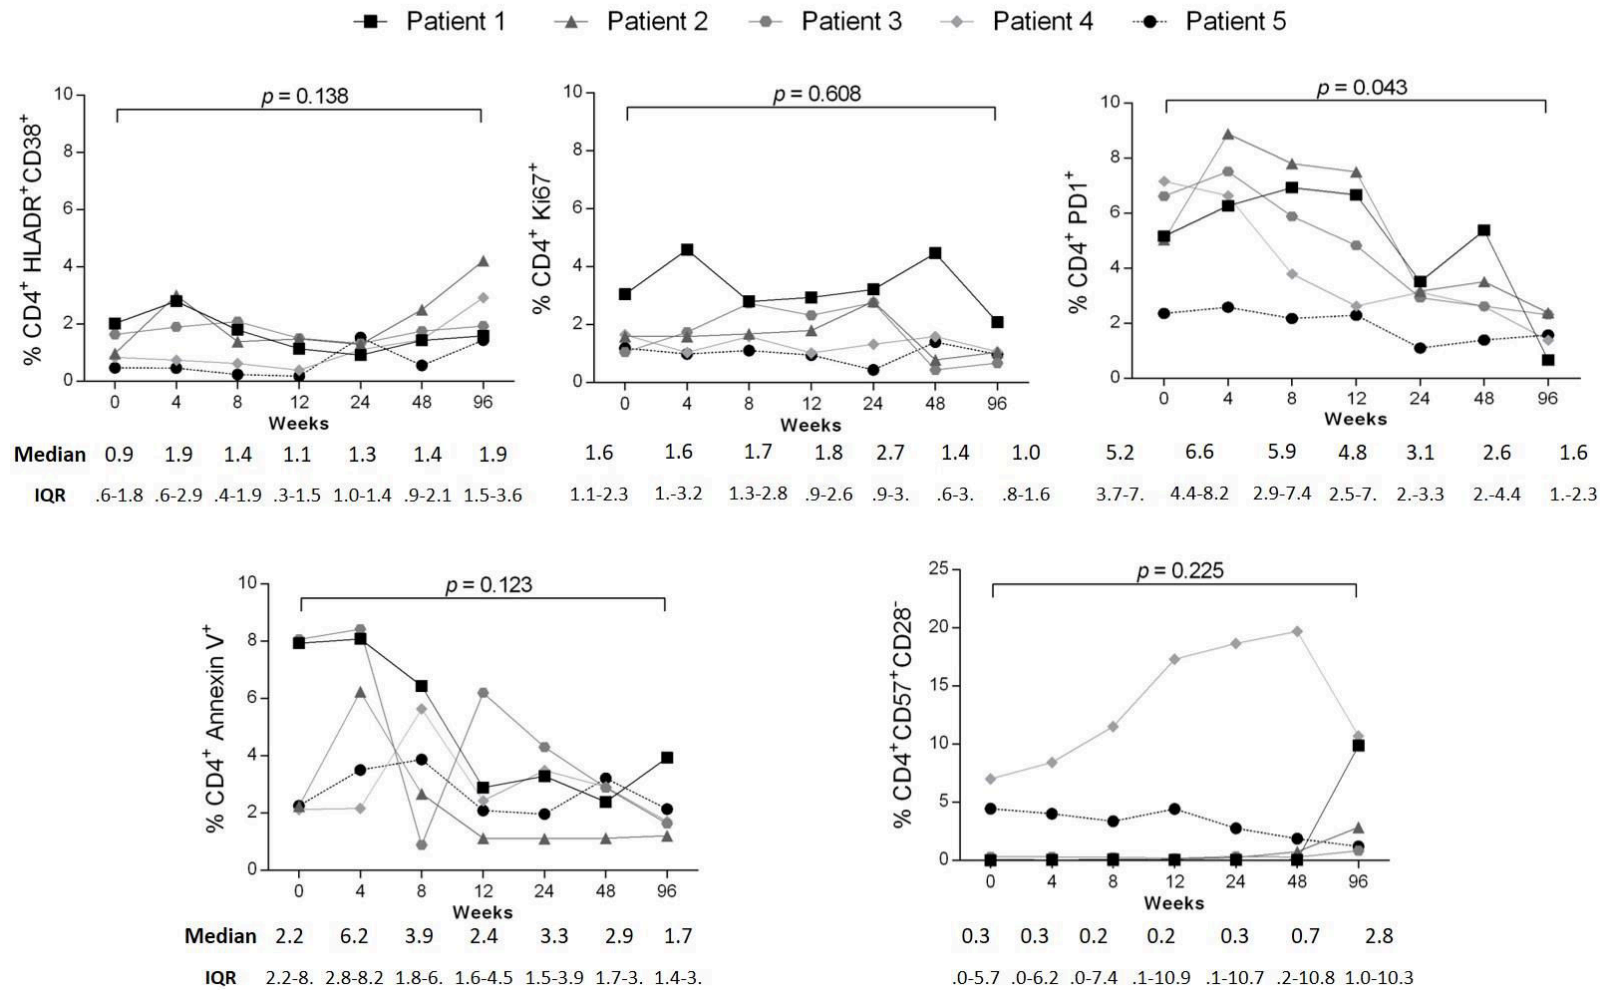 Patient 1 Patient 2 Patient 3 Patient 4 Patient 5
% CD4+ HLADR+CD38+
p = 0.138
10
8
6
4
2
0
0 4 8 12 24 48 96
Weeks
% CD4+ Ki67+
p = 0.608
10
8
6
4
2
0
0 4 8 12 24 48 96
Weeks
% CD4+ PD1+
p = 0.043
10
8
6
4
2
0
0 4 8 12 24 48 96
Weeks
Median 0.9 1.9 1.4 1.1 1.3 1.4 1.9 1.6 1.6 1.7 1.8 2.7 1.4 1.0 5.2 6.6 5.9 4.8 3.1 2.6 1.6
IQR .6-1.8 .6-2.9 .4-1.9 .3-1.5 1.0-1.4 .9-2.1 1.5-3.6 1.1-2.3 1.-3.2 1.3-2.8 .9-2.6 .9-3. .6-3. .8-1.6 3.7-7. 4.4-8.2 2.9-7.4 2.5-7. 2.-3.3 2.-4.4 1.-2.3
% CD4+ Annexin V+
p = 0.123
10
8
6
4
2
0
0 4 8 12 24 48 96
Weeks
% CD4+CD57+CD28-
p = 0.225
25
20
15
10
5
0
0 4 8 12 24 48 96
Weeks
Median 2.2 6.2 3.9 2.4 3.3 2.9 1.7 0.3 0.3 0.2 0.2 0.3 0.7 2.8
IQR 2.2-8. 2.8-8.2 1.8-6. 1.6-4.5 1.5-3.9 1.7-3. 1.4-3. .0-5.7 .0-6.2 .0-7.4 .1-10.9 .1-10.7 .2-10.8 1.0-10.3